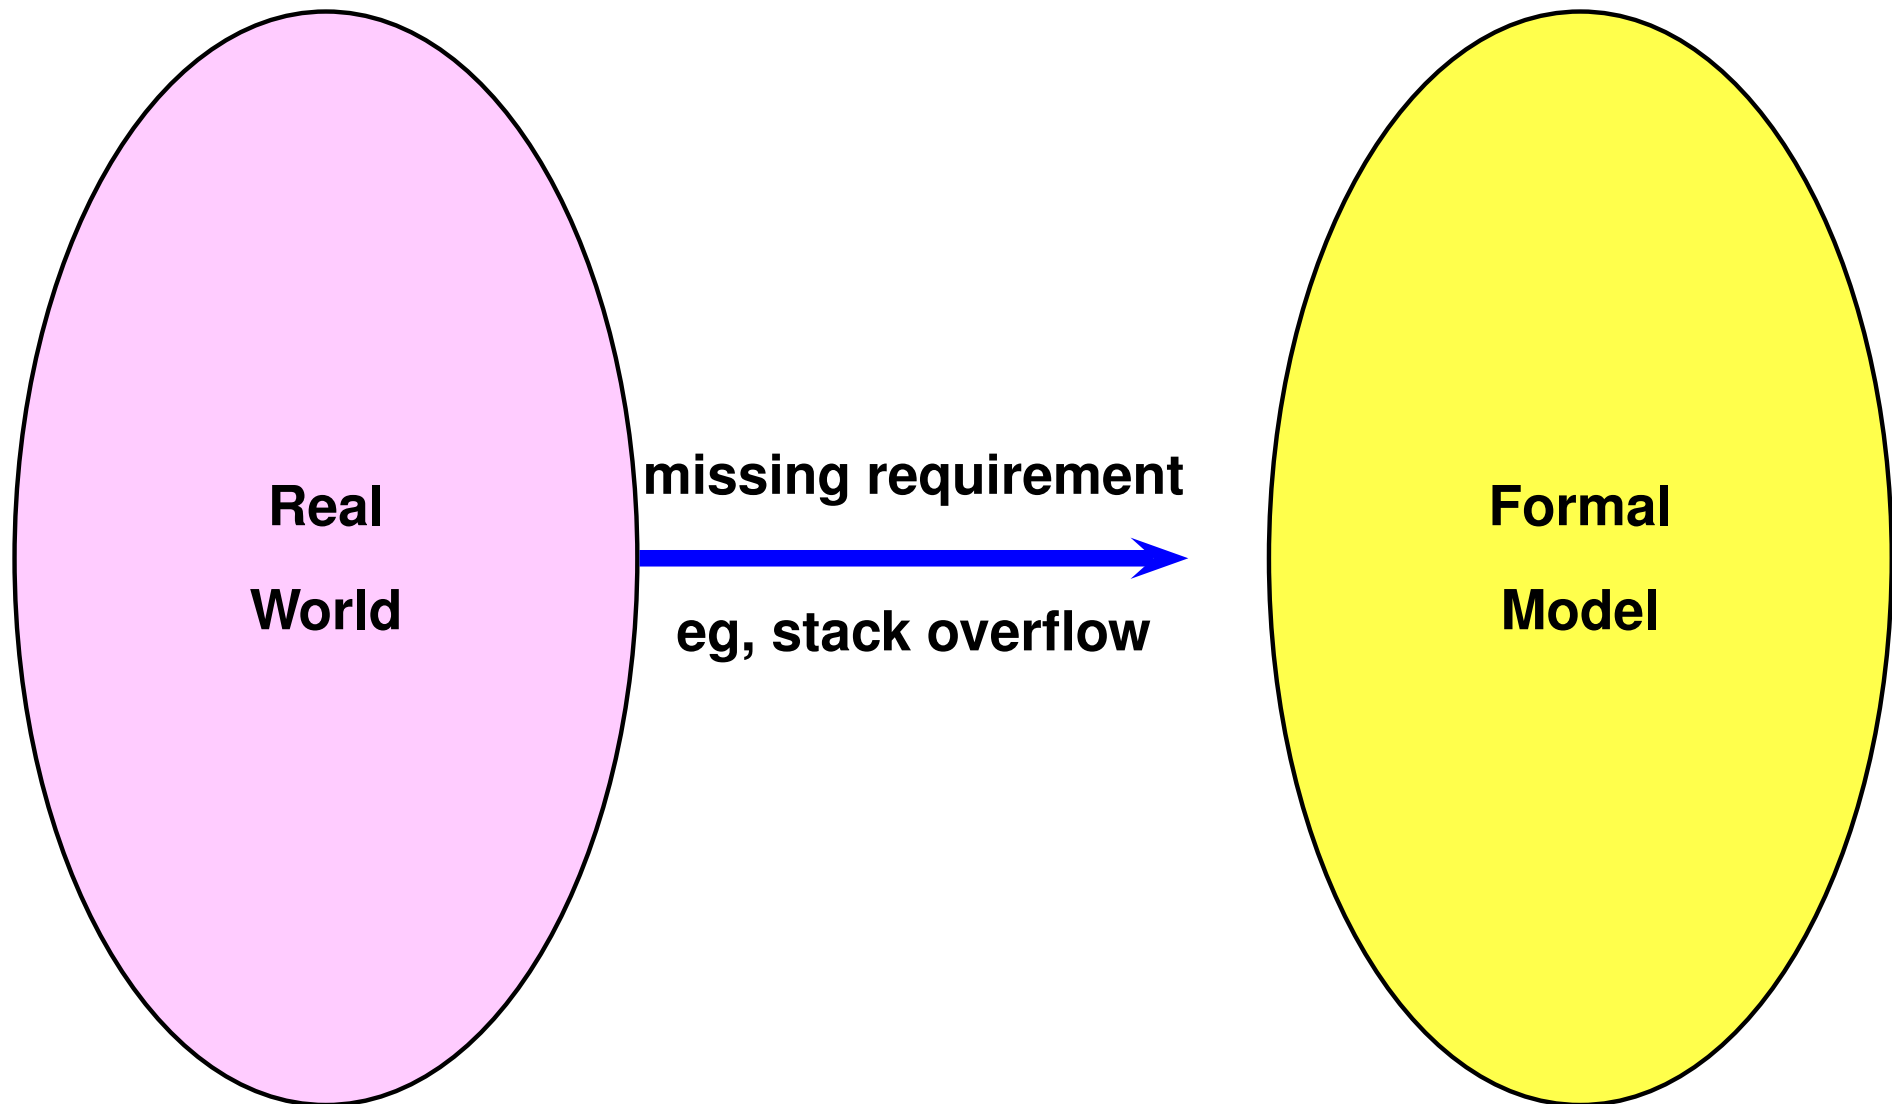 Real
World
missing requirement
eg, stack overflow
Formal
Model